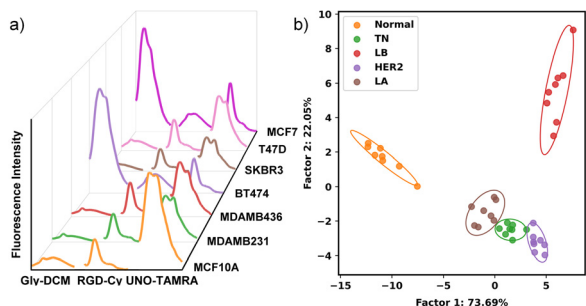 a)
Fluorescence Intensity
MCF7
T47D
SKBR3
BT474
MDAMB436
MDAMB231
MCF10A
Gly-DCM RGD-Cy UNO-TAMRA
b)
Factor 2: 22.05%
10
8
6
4
2
0
−2
−4
Normal
TN
LB
HER2
LA
−15 −10 −5 0 5
Factor 1: 73.69%